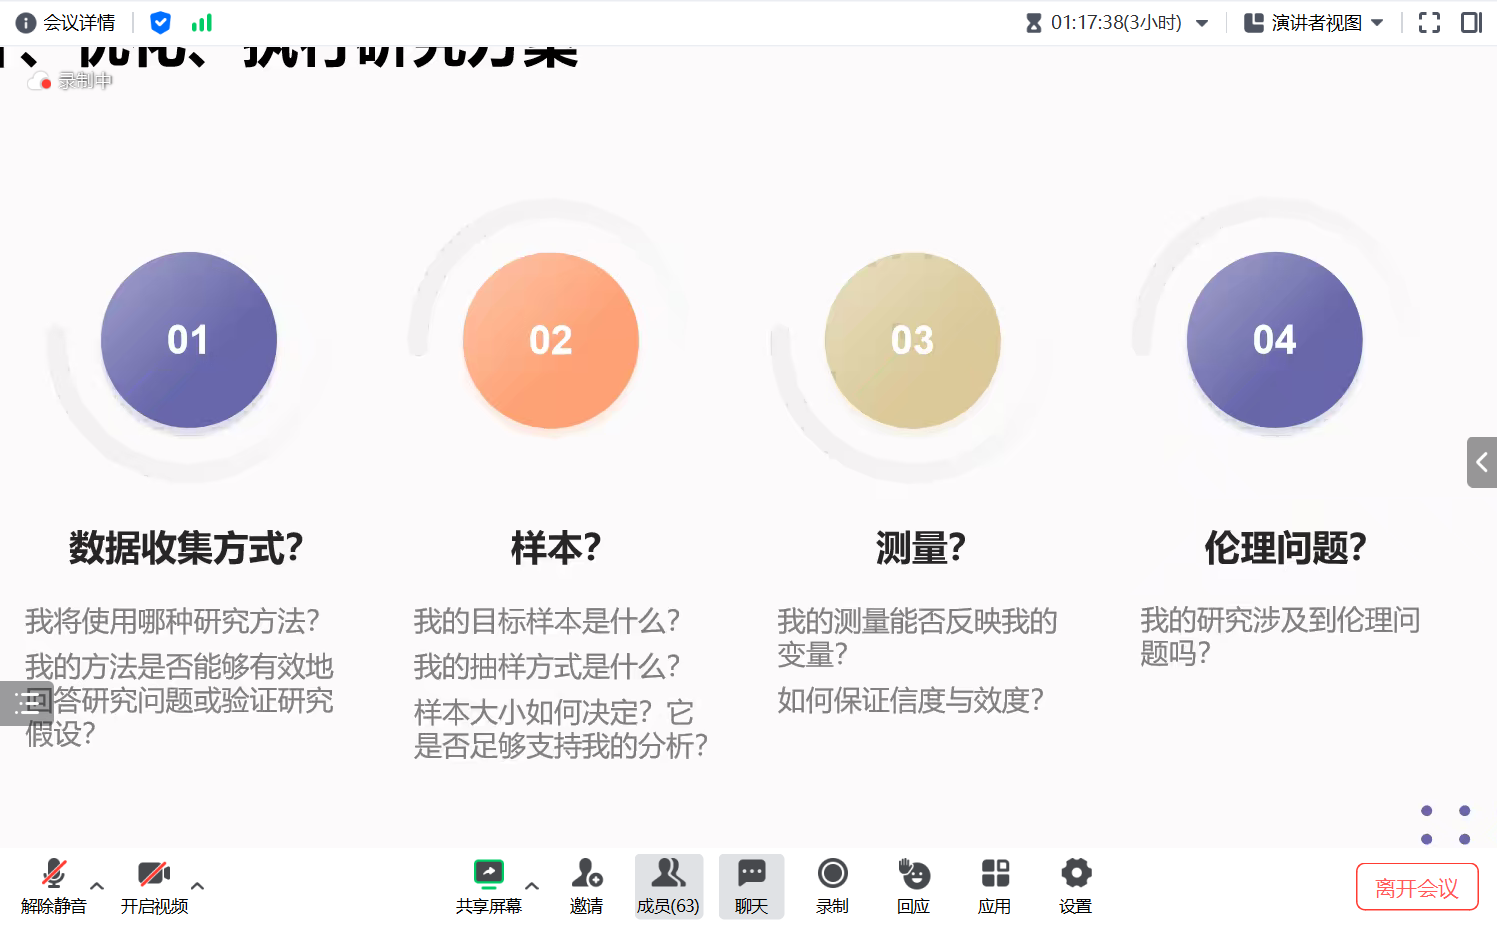 会议详情
01:17:38(3小时)
演讲者视图
、优化、执行研究方案
录制中
01
02
03
04
数据收集方式?
样本?
测量?
伦理问题?
我将使用哪种研究方法?
我的方法是否能够有效地
回答研究问题或验证研究
假设?
我的目标样本是什么?
我的抽样方式是什么?
样本大小如何决定? 它
是否足够支持我的分析?
我的测量能否反映我的
变量?
如何保证信度与效度?
我的研究涉及到伦理问
题吗?
解除静音
开启视频
共享屏幕
邀请
成员(63)
聊天
录制
回应
应用
设置
离开会议